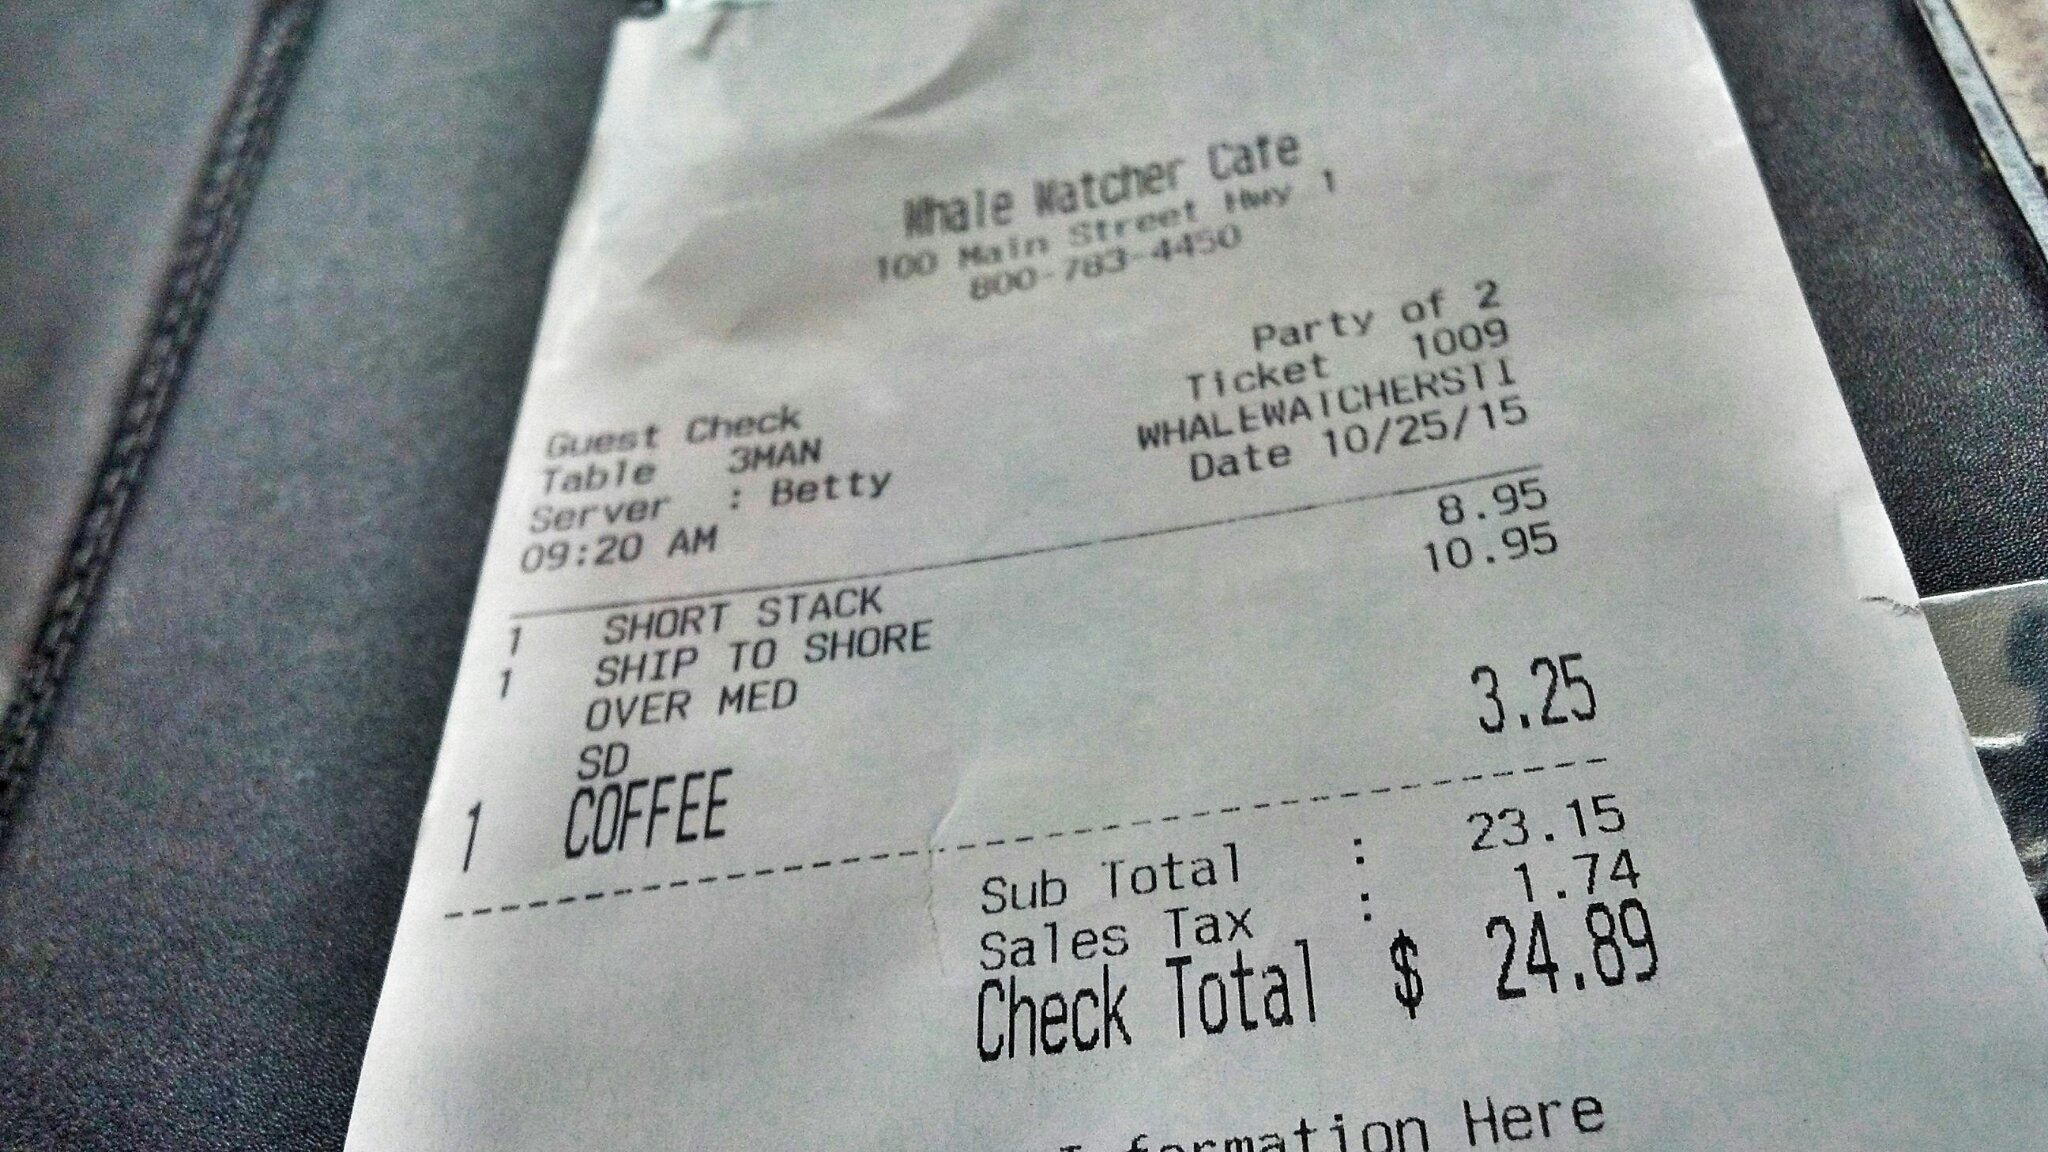 Whale Watcher Cafe
100 Main Street Hwy 1
800-783-4450
Party of 2
Ticket 1009
Guest Check WHALEWATCHERST1
Table 3MAN Date 10/25/15
Server : Betty
09:20 AM
1 SHORT STACK 8.95
1 SHIP TO SHORE 10.95
OVER MED
SD
1 COFFEE 3.25
Sub Total : 23.15
Sales Tax : 1.74
Check Total $ 24.89
Information Here